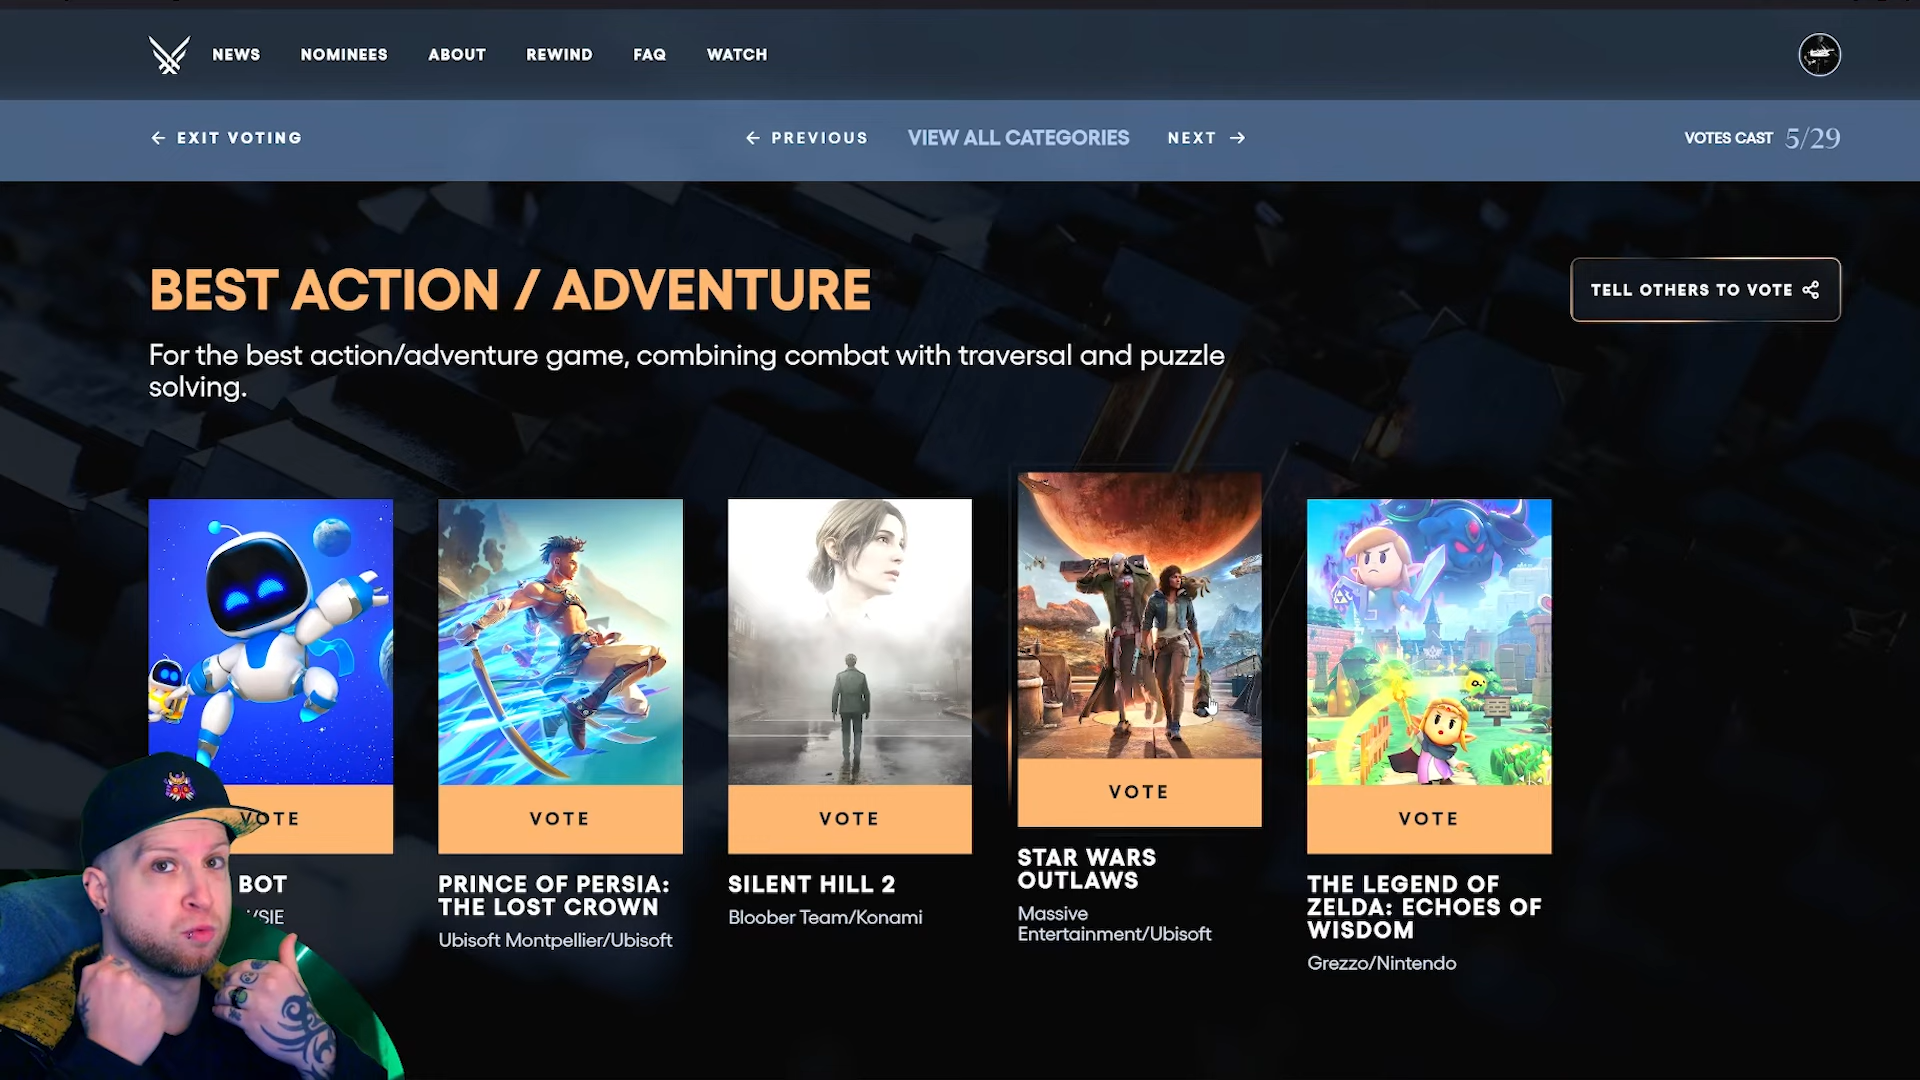 NEWS
NOMINEES
ABOUT
REWIND
FAQ
WATCH
← EXIT VOTING
← PREVIOUS
VIEW ALL CATEGORIES
NEXT →
VOTES CAST 5/29
BEST ACTION / ADVENTURE
TELL OTHERS TO VOTE
For the best action/adventure game, combining combat with traversal and puzzle
solving.
VOTE
VOTE
VOTE
VOTE
VOTE
BOT
/SIE
PRINCE OF PERSIA:
THE LOST CROWN
Ubisoft Montpellier/Ubisoft
SILENT HILL 2
Bloober Team/Konami
STAR WARS
OUTLAWS
Massive
Entertainment/Ubisoft
THE LEGEND OF
ZELDA: ECHOES OF
WISDOM
Grezzo/Nintendo